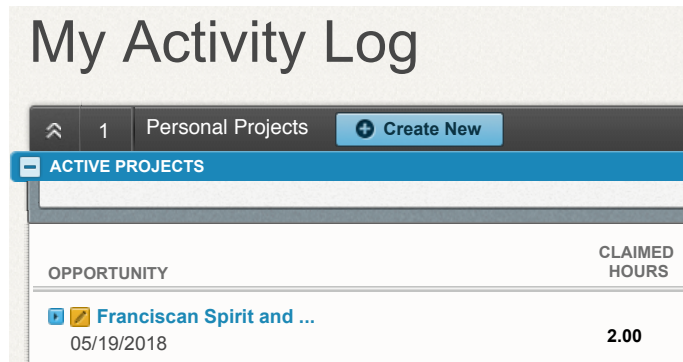 My Activity Log
1 Personal Projects Create New
ACTIVE PROJECTS
OPPORTUNITY CLAIMED HOURS
Franciscan Spirit and ...
05/19/2018 2.00